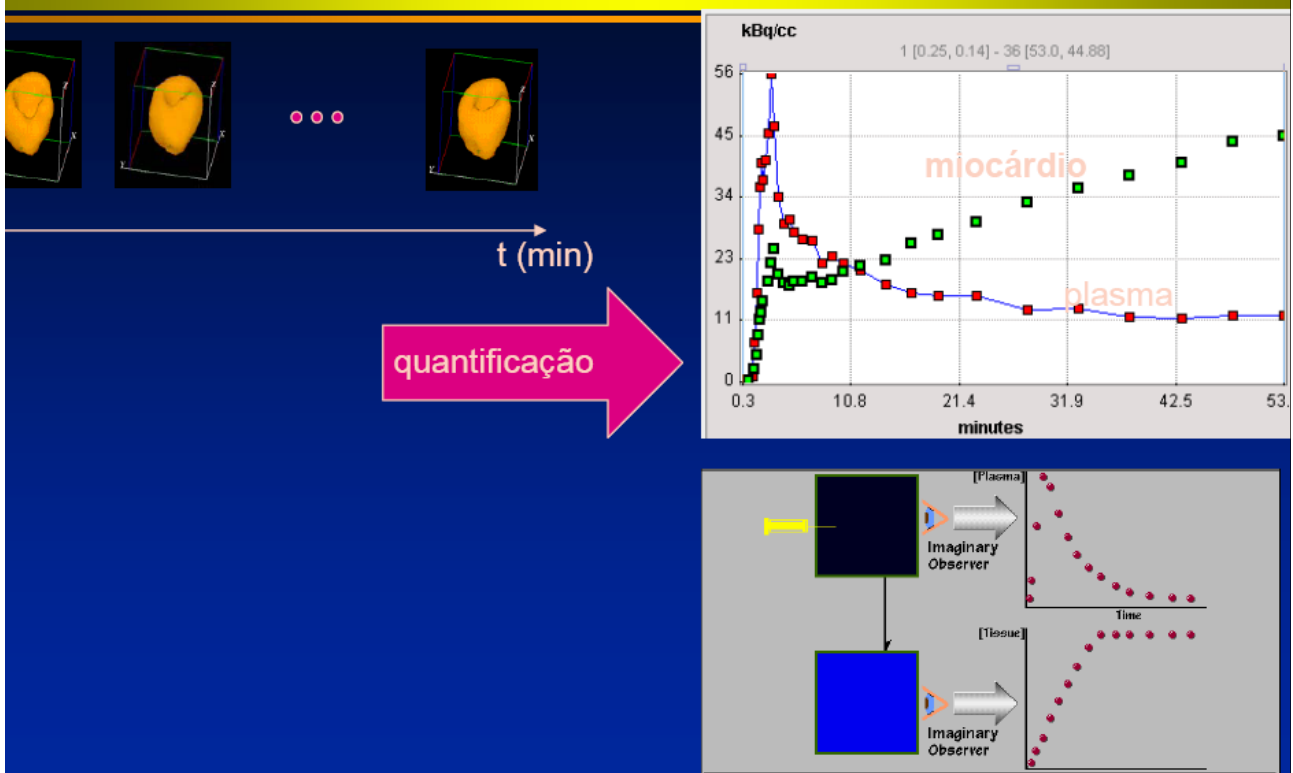 kBq/cc
1 [0.25, 0.14] - 36 [53.0, 44.88]
56
45
34
23
11
0
0.3 10.8 21.4 31.9 42.5 53.
minutes
miocárdio
plasma
z
x
Y
z
x
Y
t (min)
quantificação
[Plasma]
Imaginary
Observer
Time
[Tissue]
Imaginary
Observer